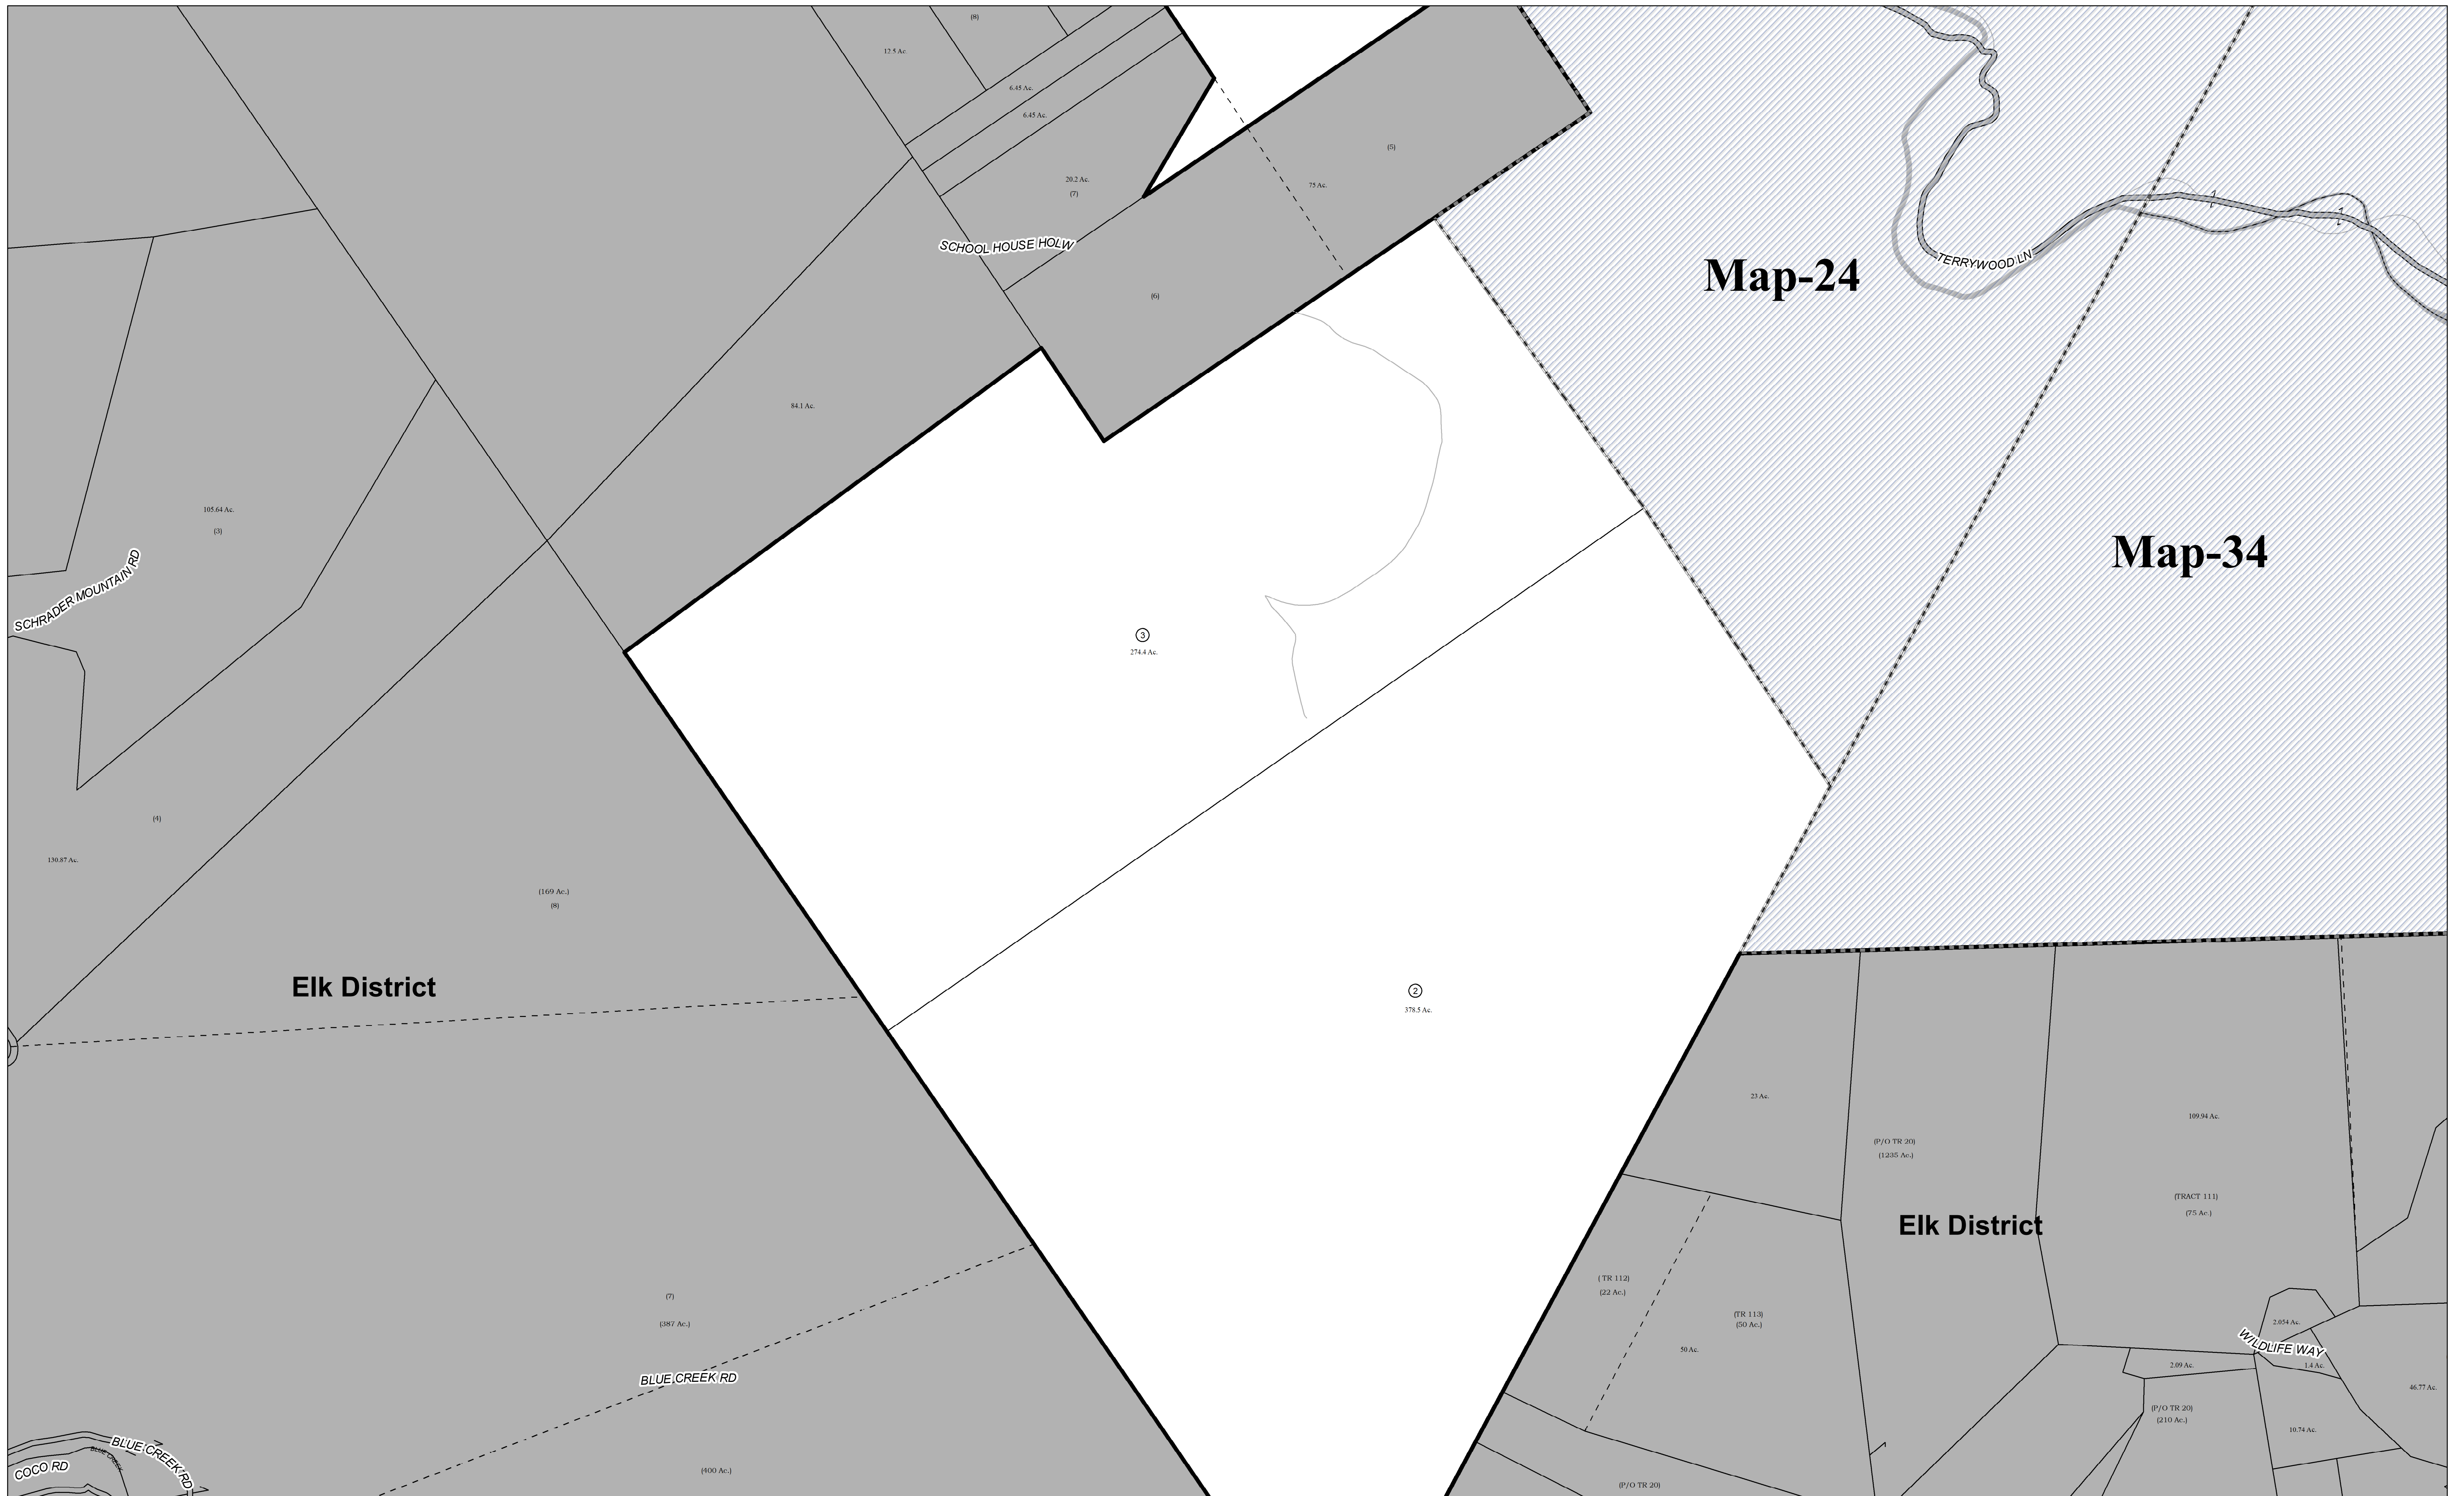 (8)
12.5 Ac.
6.45 Ac.
6.45 Ac.
20.2 Ac.
(7)
(5)
75 Ac.
SCHOOL HOUSE HOLW
(6)
TERRYWOOD LN
Map-24
84.1 Ac.
105.64 Ac.
(3)
SCHRADER MOUNTAIN RD
Map-34
3
274.4 Ac.
(4)
130.87 Ac.
(169 Ac.)
(8)
Elk District
2
378.5 Ac.
23 Ac.
109.94 Ac.
(P/O TR 20)
(1235 Ac.)
(TRACT 111)
(75 Ac.)
Elk District
( TR 112)
(22 Ac.)
(TR 113)
(50 Ac.)
50 Ac.
(7)
(387 Ac.)
2.054 Ac.
WILDLIFE WAY
2.09 Ac.
1.4 Ac.
46.77 Ac.
BLUE CREEK RD
(P/O TR 20)
(210 Ac.)
10.74 Ac.
BLUE CREEK RD
BLUE CREEK
COCO RD
(400 Ac.)
(P/O TR 20)